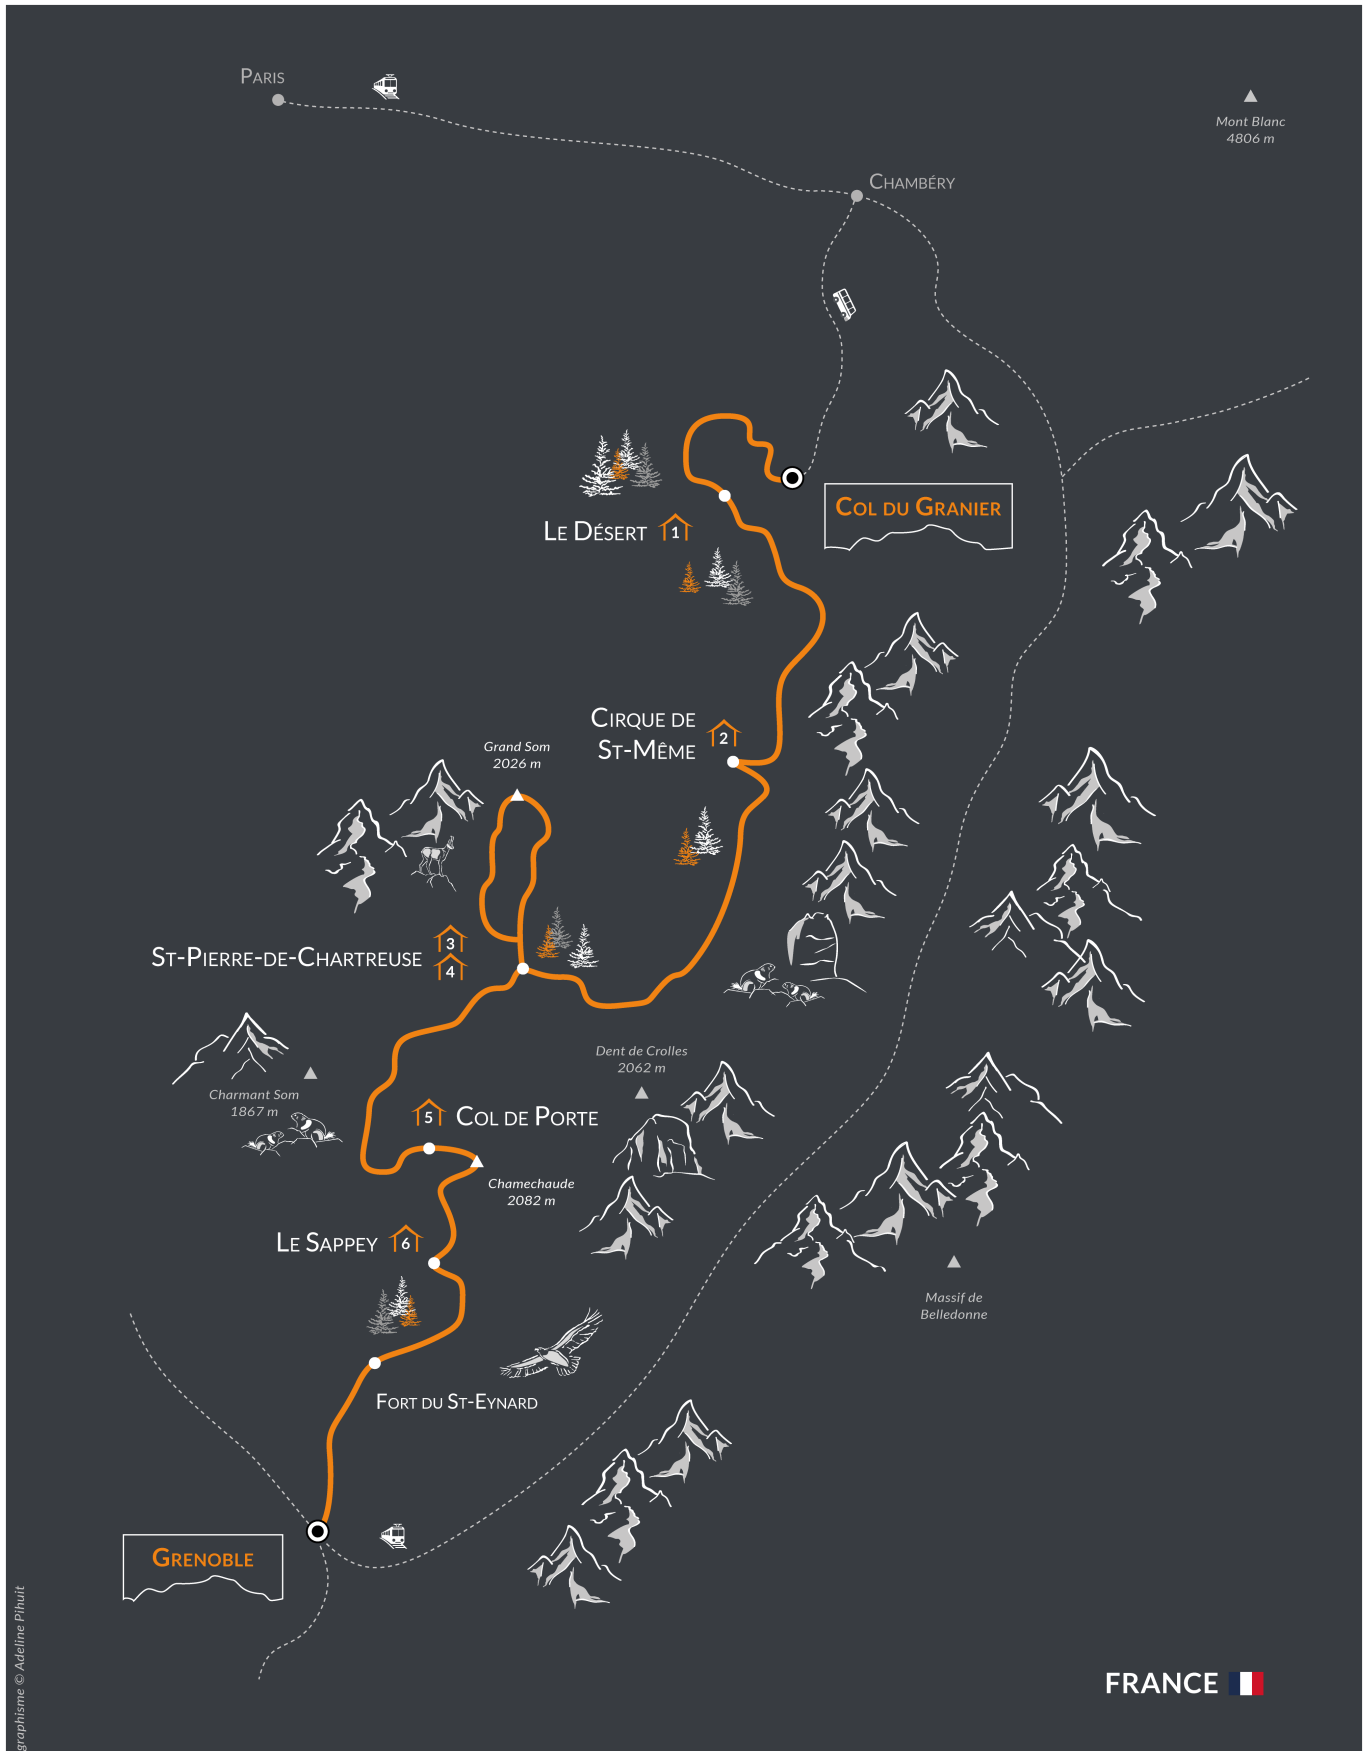 PARIS
Mont Blanc
4806 m
CHAMBÉRY
COL DU GRANIER
LE DÉSERT
1
CIRQUE DE
ST-MÊME
2
Grand Som
2026 m
ST-PIERRE-DE-CHARTREUSE
3
4
Dent de Crolles
2062 m
Charmant Som
1867 m
5
COL DE PORTE
Chamechaude
2082 m
LE SAPPEY
6
Massif de
Belledonne
FORT DU ST-EYNARD
GRENOBLE
graphisme © Adeline Pihuit
FRANCE